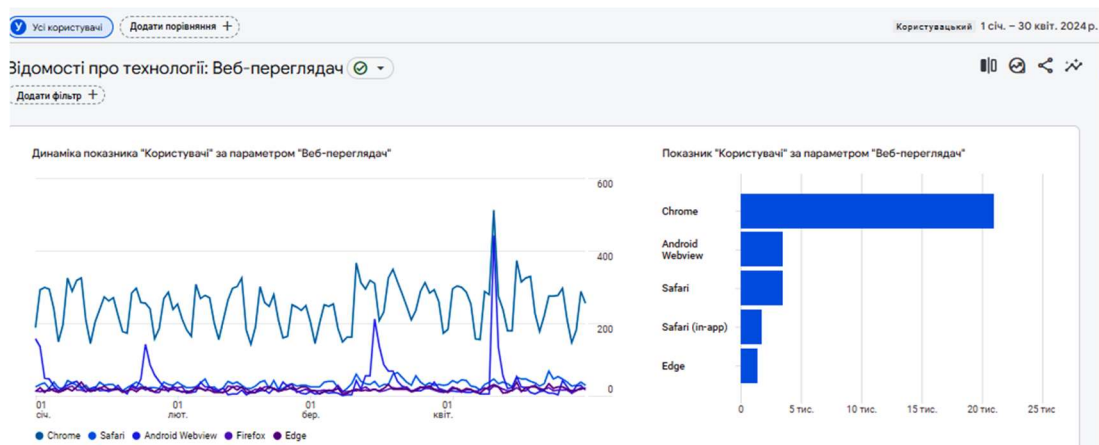 У Усі користувачі Додати порівняння + Користувацький 1 січ. – 30 квіт. 2024 р.
Відомості про технології: Веб-переглядач
Додати фільтр +
Динаміка показника "Користувачі" за параметром "Веб-переглядач"
600
400
200
0
01 січ.
01 лют.
01 бер.
01 квіт.
Chrome Safari Android Webview Firefox Edge
Показник "Користувачі" за параметром "Веб-переглядач"
Chrome
Android
Webview
Safari
Safari (in-app)
Edge
0 5 тис. 10 тис. 15 тис. 20 тис. 25 тис